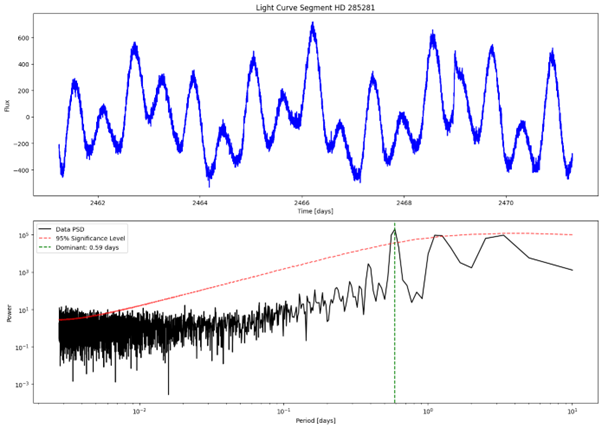 Light Curve Segment HD 285281
600
400
200
0
−200
−400
Flux
2462
2464
2466
2468
2470
Time [days]
Data PSD
95% Significance Level
Dominant: 0.59 days
10⁵
10³
10¹
10⁻¹
10⁻³
Power
10⁻²
10⁻¹
10⁰
10¹
Period [days]